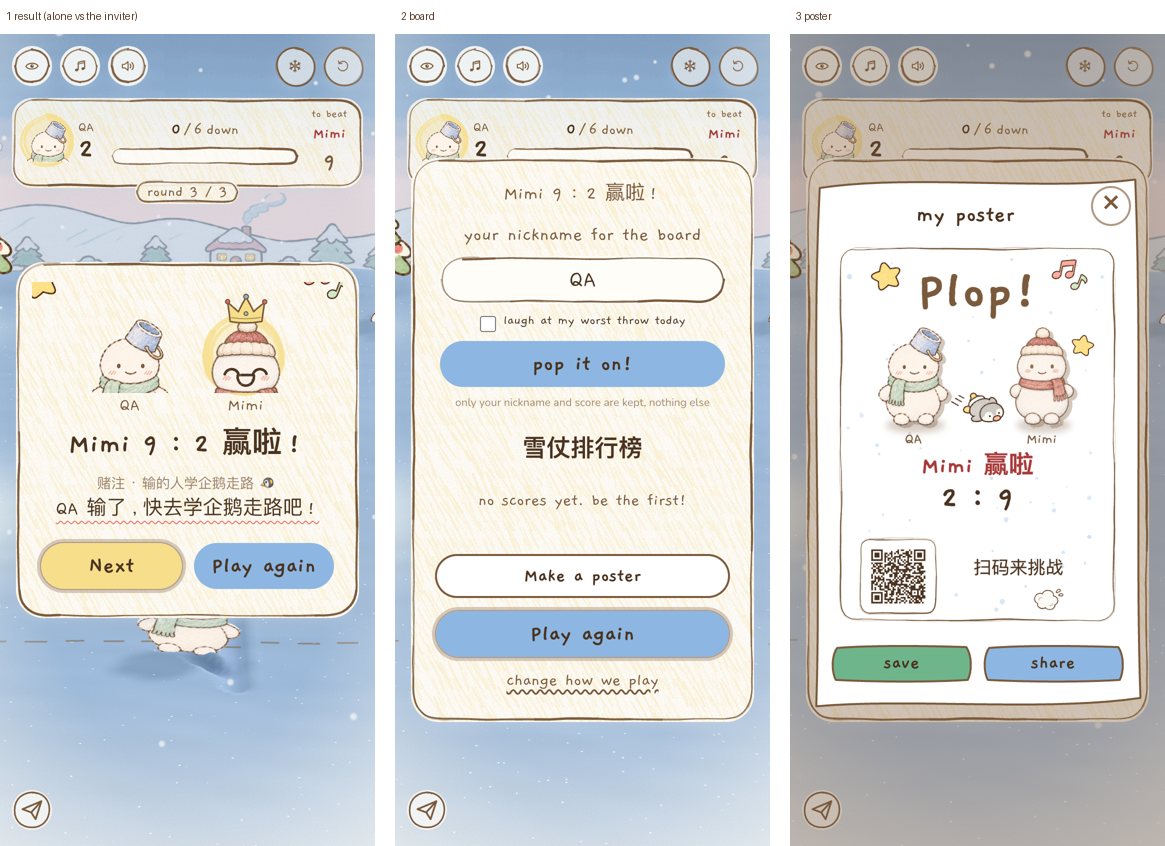 1 result (alone vs the inviter)
QA
2
0/6 down
to beat
Mimi
9
round 3 / 3
QA
Mimi
Mimi 9 : 2 赢啦！
赌注 · 输的人学企鹅走路
QA 输了，快去学企鹅走路吧！
Next
Play again
2 board
QA
2
0/6 down
to beat
Mimi
Mimi 9 : 2 赢啦！
your nickname for the board
QA
laugh at my worst throw today
pop it on!
only your nickname and score are kept, nothing else
雪仗排行榜
no scores yet. be the first!
Make a poster
Play again
change how we play
3 poster
QA
2
0/6 down
to beat
Mimi
my poster
Plop!
QA
Mimi
Mimi 赢啦
2 : 9
扫码来挑战
save
share